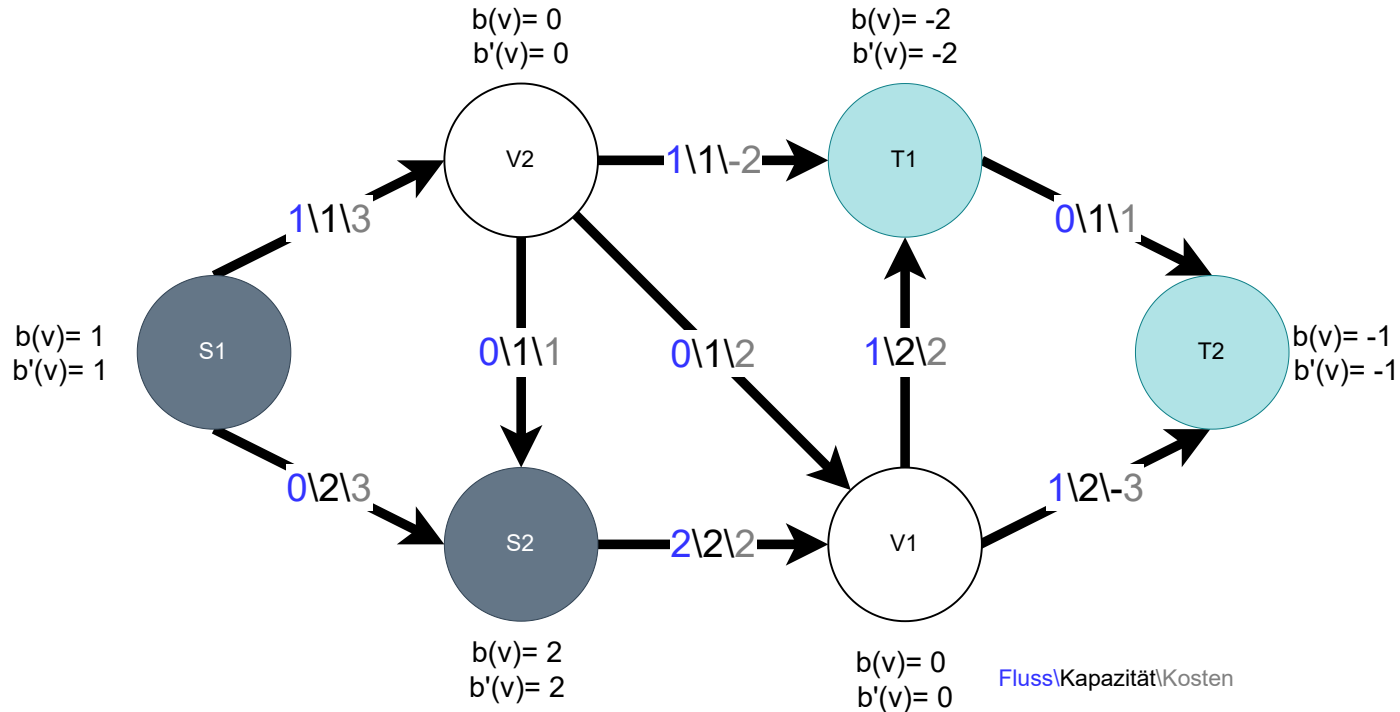 b(v)= 0
b'(v)= 0
b(v)= -2
b'(v)= -2
V2
1\1\-2
T1
1\1\3
0\1\1
b(v)= 1
b'(v)= 1
S1
0\1\1
0\1\2
1\2\2
T2
b(v)= -1
b'(v)= -1
0\2\3
1\2\-3
S2
2\2\2
V1
b(v)= 2
b'(v)= 2
b(v)= 0
b'(v)= 0
Fluss\Kapazität\Kosten